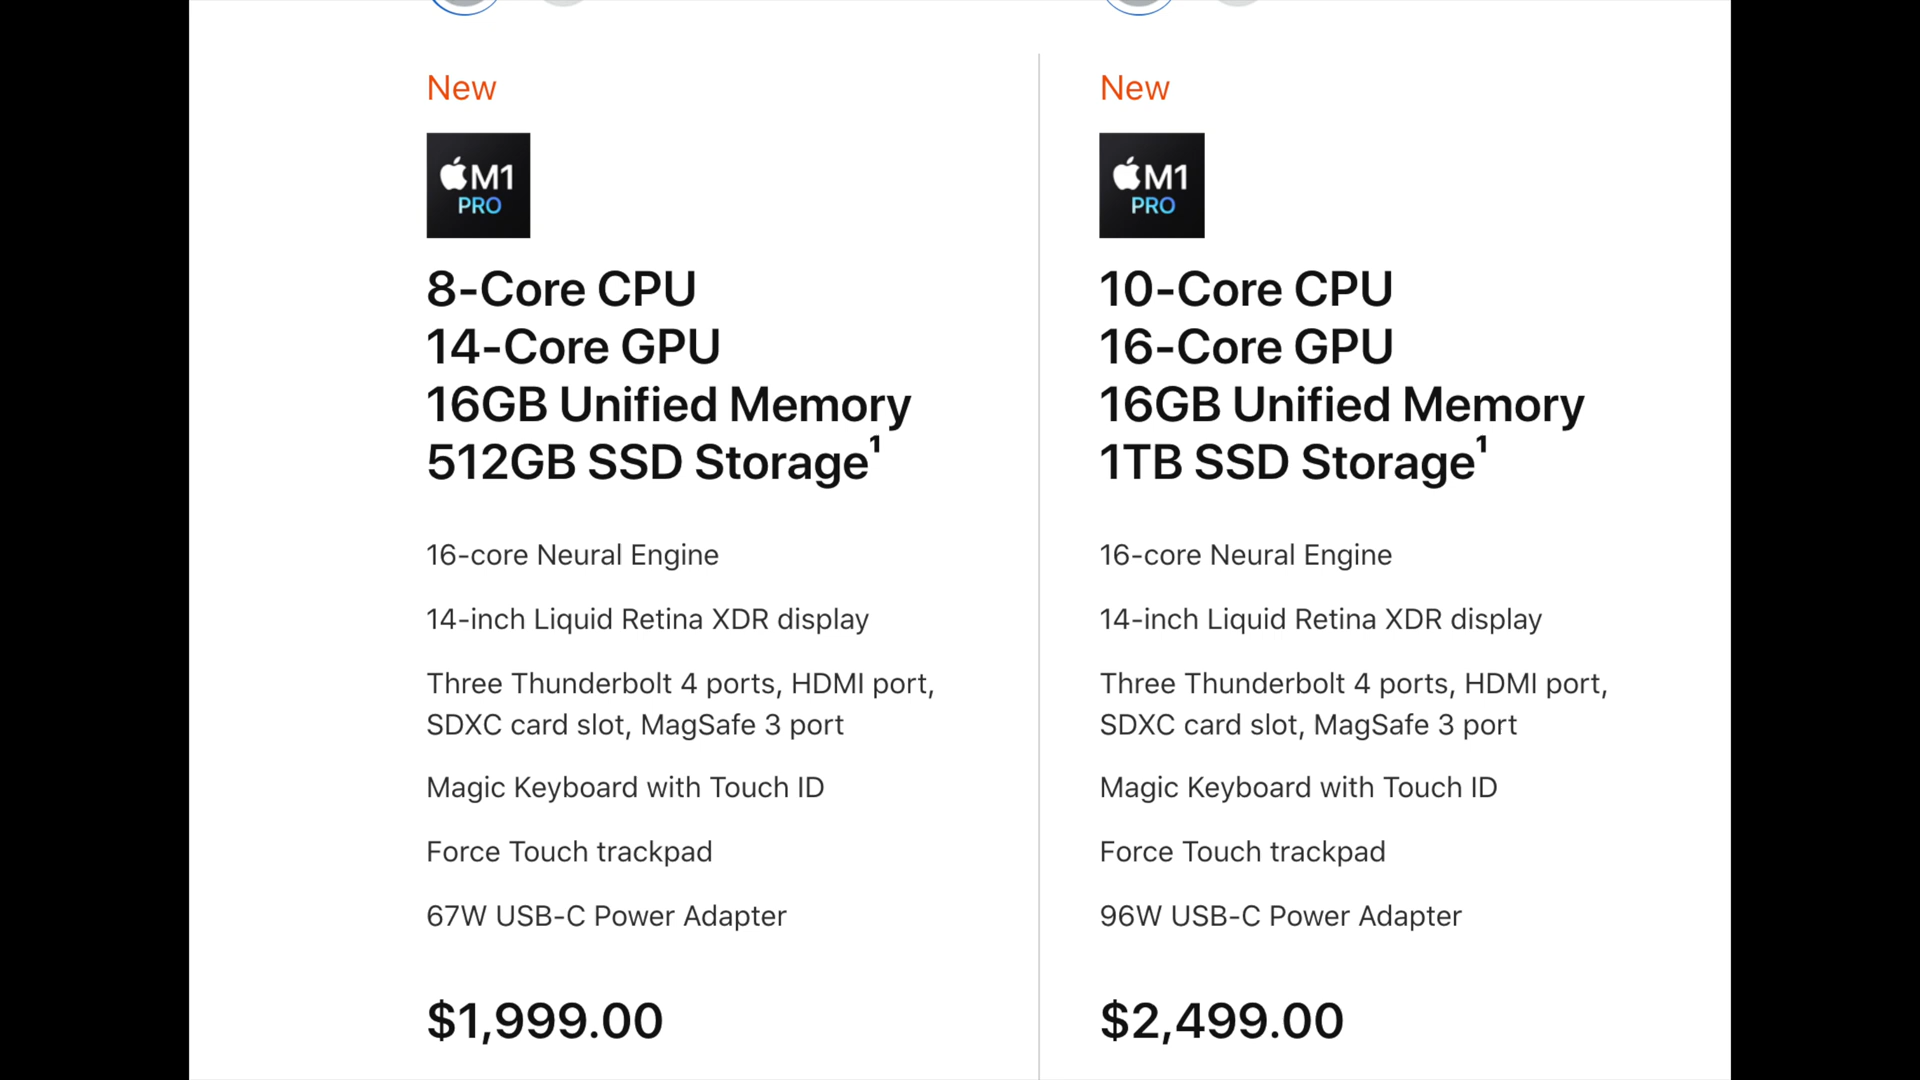 New
M1
PRO
8-Core CPU
14-Core GPU
16GB Unified Memory
512GB SSD Storage¹
16-core Neural Engine
14-inch Liquid Retina XDR display
Three Thunderbolt 4 ports, HDMI port,
SDXC card slot, MagSafe 3 port
Magic Keyboard with Touch ID
Force Touch trackpad
67W USB-C Power Adapter
$1,999.00
New
M1
PRO
10-Core CPU
16-Core GPU
16GB Unified Memory
1TB SSD Storage¹
16-core Neural Engine
14-inch Liquid Retina XDR display
Three Thunderbolt 4 ports, HDMI port,
SDXC card slot, MagSafe 3 port
Magic Keyboard with Touch ID
Force Touch trackpad
96W USB-C Power Adapter
$2,499.00